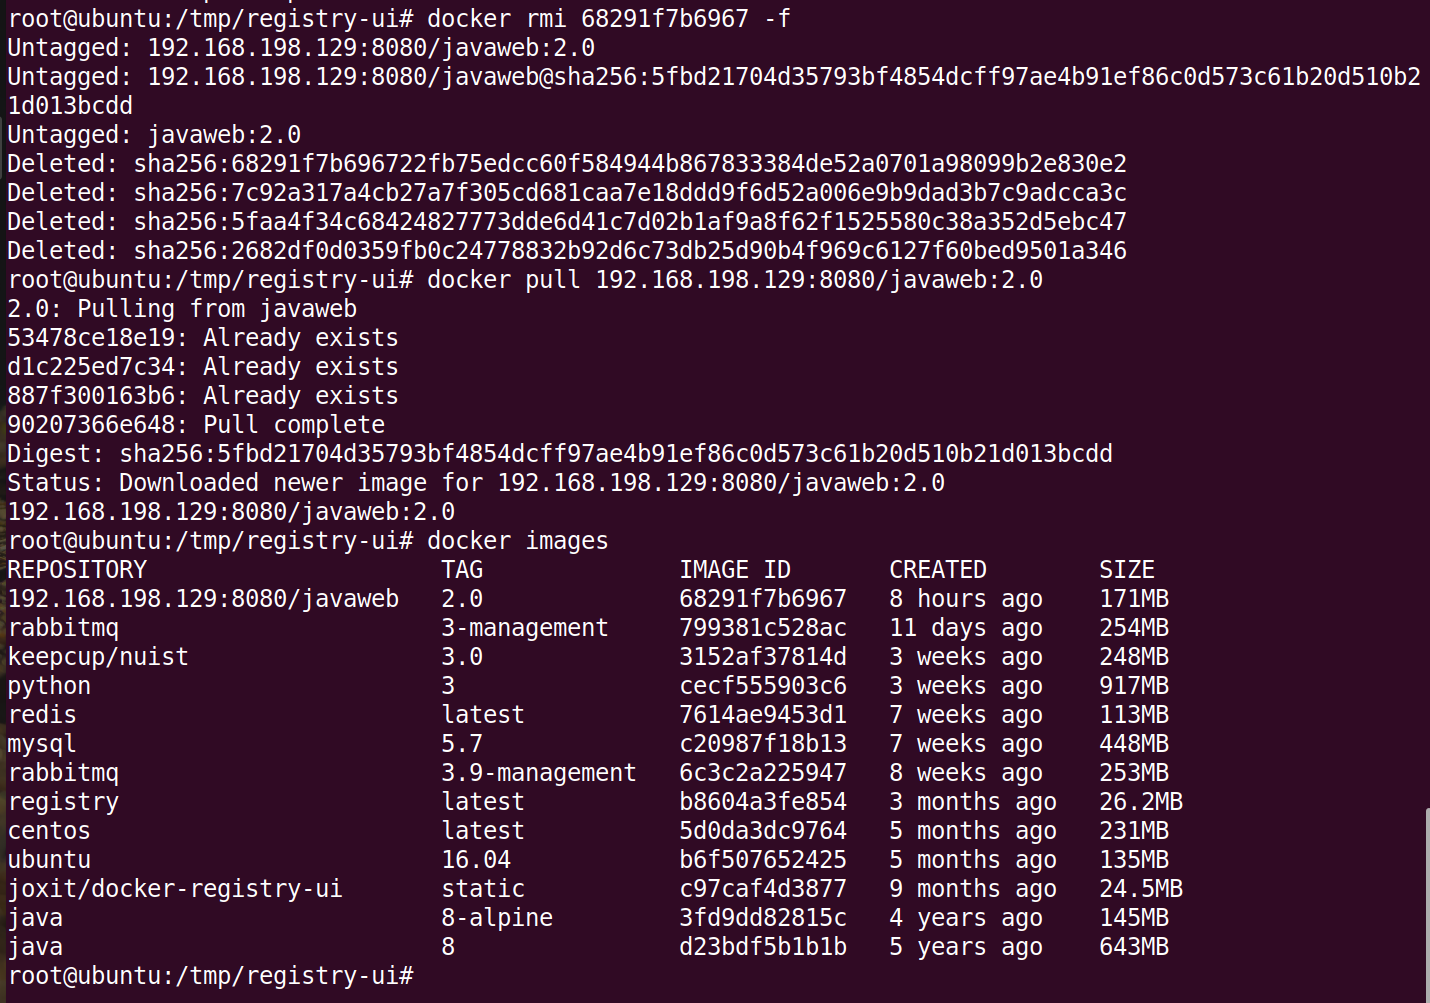 root@ubuntu:/tmp/registry-ui# docker rmi 68291f7b6967 -f
Untagged: 192.168.198.129:8080/javaweb:2.0
Untagged: 192.168.198.129:8080/javaweb@sha256:5fbd21704d35793bf4854dcff97ae4b91ef86c0d573c61b20d510b2
1d013bcdd
Untagged: javaweb:2.0
Deleted: sha256:68291f7b696722fb75edcc60f584944b867833384de52a0701a98099b2e830e2
Deleted: sha256:7c92a317a4cb27a7f305cd681caa7e18ddd9f6d52a006e9b9dad3b7c9adcca3c
Deleted: sha256:5faa4f34c68424827773dde6d41c7d02b1af9a8f62f1525580c38a352d5ebc47
Deleted: sha256:2682df0d0359fb0c24778832b92d6c73db25d90b4f969c6127f60bed9501a346
root@ubuntu:/tmp/registry-ui# docker pull 192.168.198.129:8080/javaweb:2.0
2.0: Pulling from javaweb
53478ce18e19: Already exists
d1c225ed7c34: Already exists
887f300163b6: Already exists
90207366e648: Pull complete
Digest: sha256:5fbd21704d35793bf4854dcff97ae4b91ef86c0d573c61b20d510b21d013bcdd
Status: Downloaded newer image for 192.168.198.129:8080/javaweb:2.0
192.168.198.129:8080/javaweb:2.0
root@ubuntu:/tmp/registry-ui# docker images
REPOSITORY                     TAG              IMAGE ID       CREATED        SIZE
192.168.198.129:8080/javaweb   2.0              68291f7b6967   8 hours ago    171MB
rabbitmq                       3-management     799381c528ac   11 days ago    254MB
keepcup/nuist                  3.0              3152af37814d   3 weeks ago    248MB
python                         3                cecf555903c6   3 weeks ago    917MB
redis                          latest           7614ae9453d1   7 weeks ago    113MB
mysql                          5.7              c20987f18b13   7 weeks ago    448MB
rabbitmq                       3.9-management   6c3c2a225947   8 weeks ago    253MB
registry                       latest           b8604a3fe854   3 months ago   26.2MB
centos                         latest           5d0da3dc9764   5 months ago   231MB
ubuntu                         16.04            b6f507652425   5 months ago   135MB
joxit/docker-registry-ui       static           c97caf4d3877   9 months ago   24.5MB
java                           8-alpine         3fd9dd82815c   4 years ago    145MB
java                           8                d23bdf5b1b1b   5 years ago    643MB
root@ubuntu:/tmp/registry-ui#